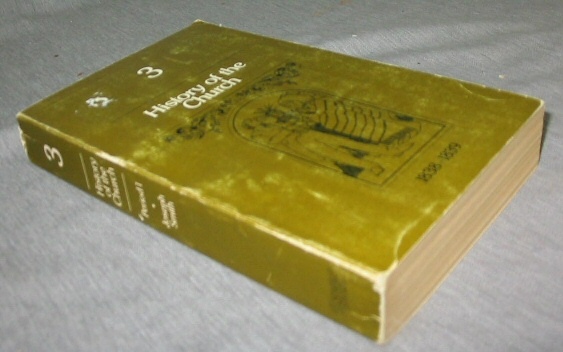 3
History of the
Church
1838 1839
3
History
of the
Church
Period I
Joseph
Smith